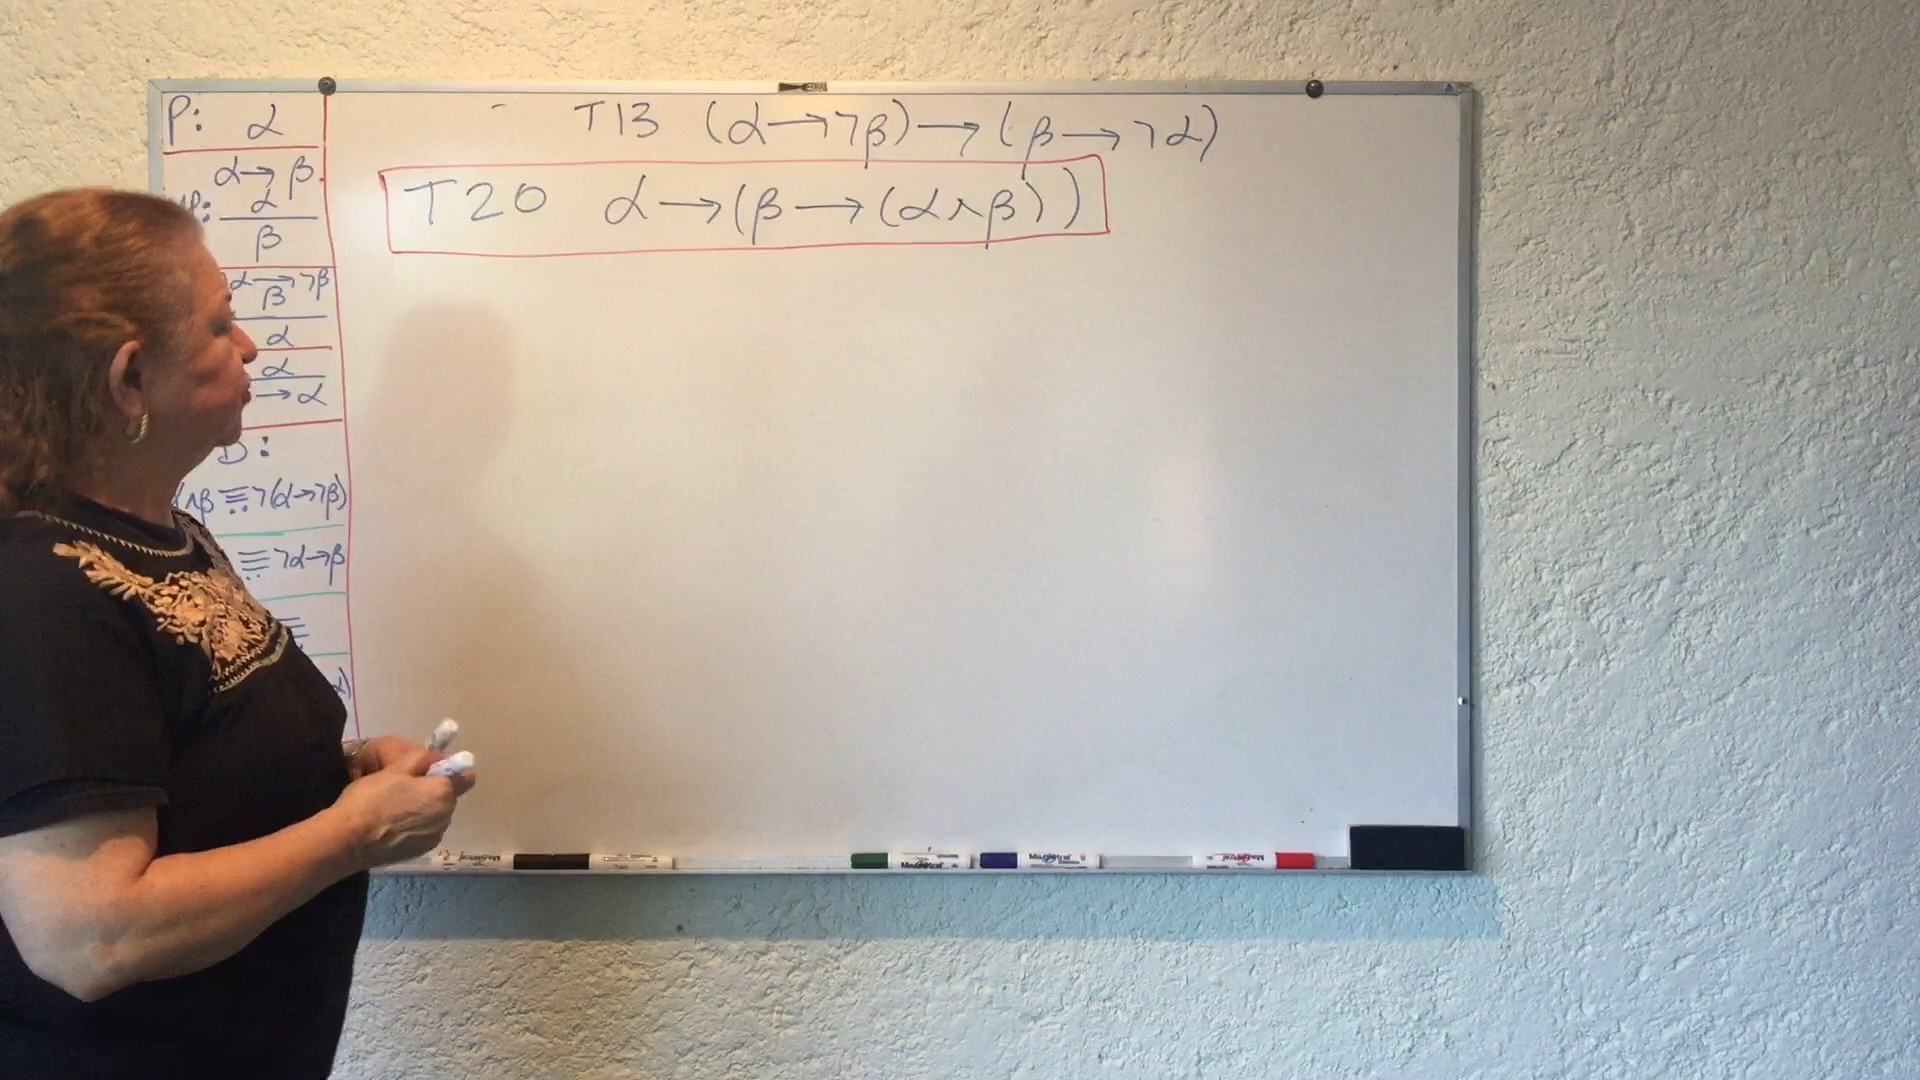 P: α
α→β
α
β
α→¬β
β
α
α
→α
D:
∧β ≡ ¬(α→¬β)
≡ ¬α→β
≡
α)
T13 (α→¬β)→(β→¬α)
T20 α→(β→(α∧β))